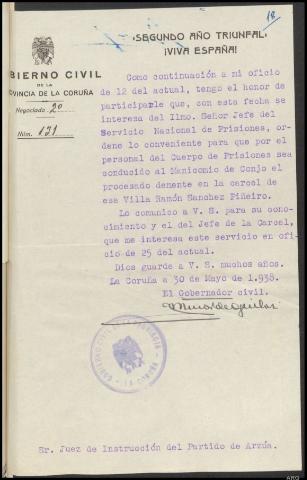 18
¡SEGUNDO AÑO TRIUNFAL!
¡VIVA ESPAÑA!
BIERNO CIVIL
DE LA
OVINCIA DE LA CORUÑA
Negociado 2º
Núm. 121
Como continuación a mi oficio
de 12 del actual, tengo el honor de
participarle que, con esta fecha se
interesa del Ilmo. Señor Jefe del
Servicio Nacional de Prisiones, or-
dene lo conveniente para que por el
personal del Cuerpo de Prisiones sea
conducido al Manicomio de Conjo el
procesado demente en la carcel de
esa Villa Ramón Sanchez Piñeiro.
Lo comunico a V. S. para su cono-
cimiento y el del Jefe de la Carcel,
que me interesa este servicio en ofi-
cio de 25 del actual.
Dios guarde a V. S. muchos años.
La Coruña a 30 de Mayo de 1.938.
El Gobernador civil.
LA CORUÑA
Sr. Juez de Instrucción del Partido de Arzúa.